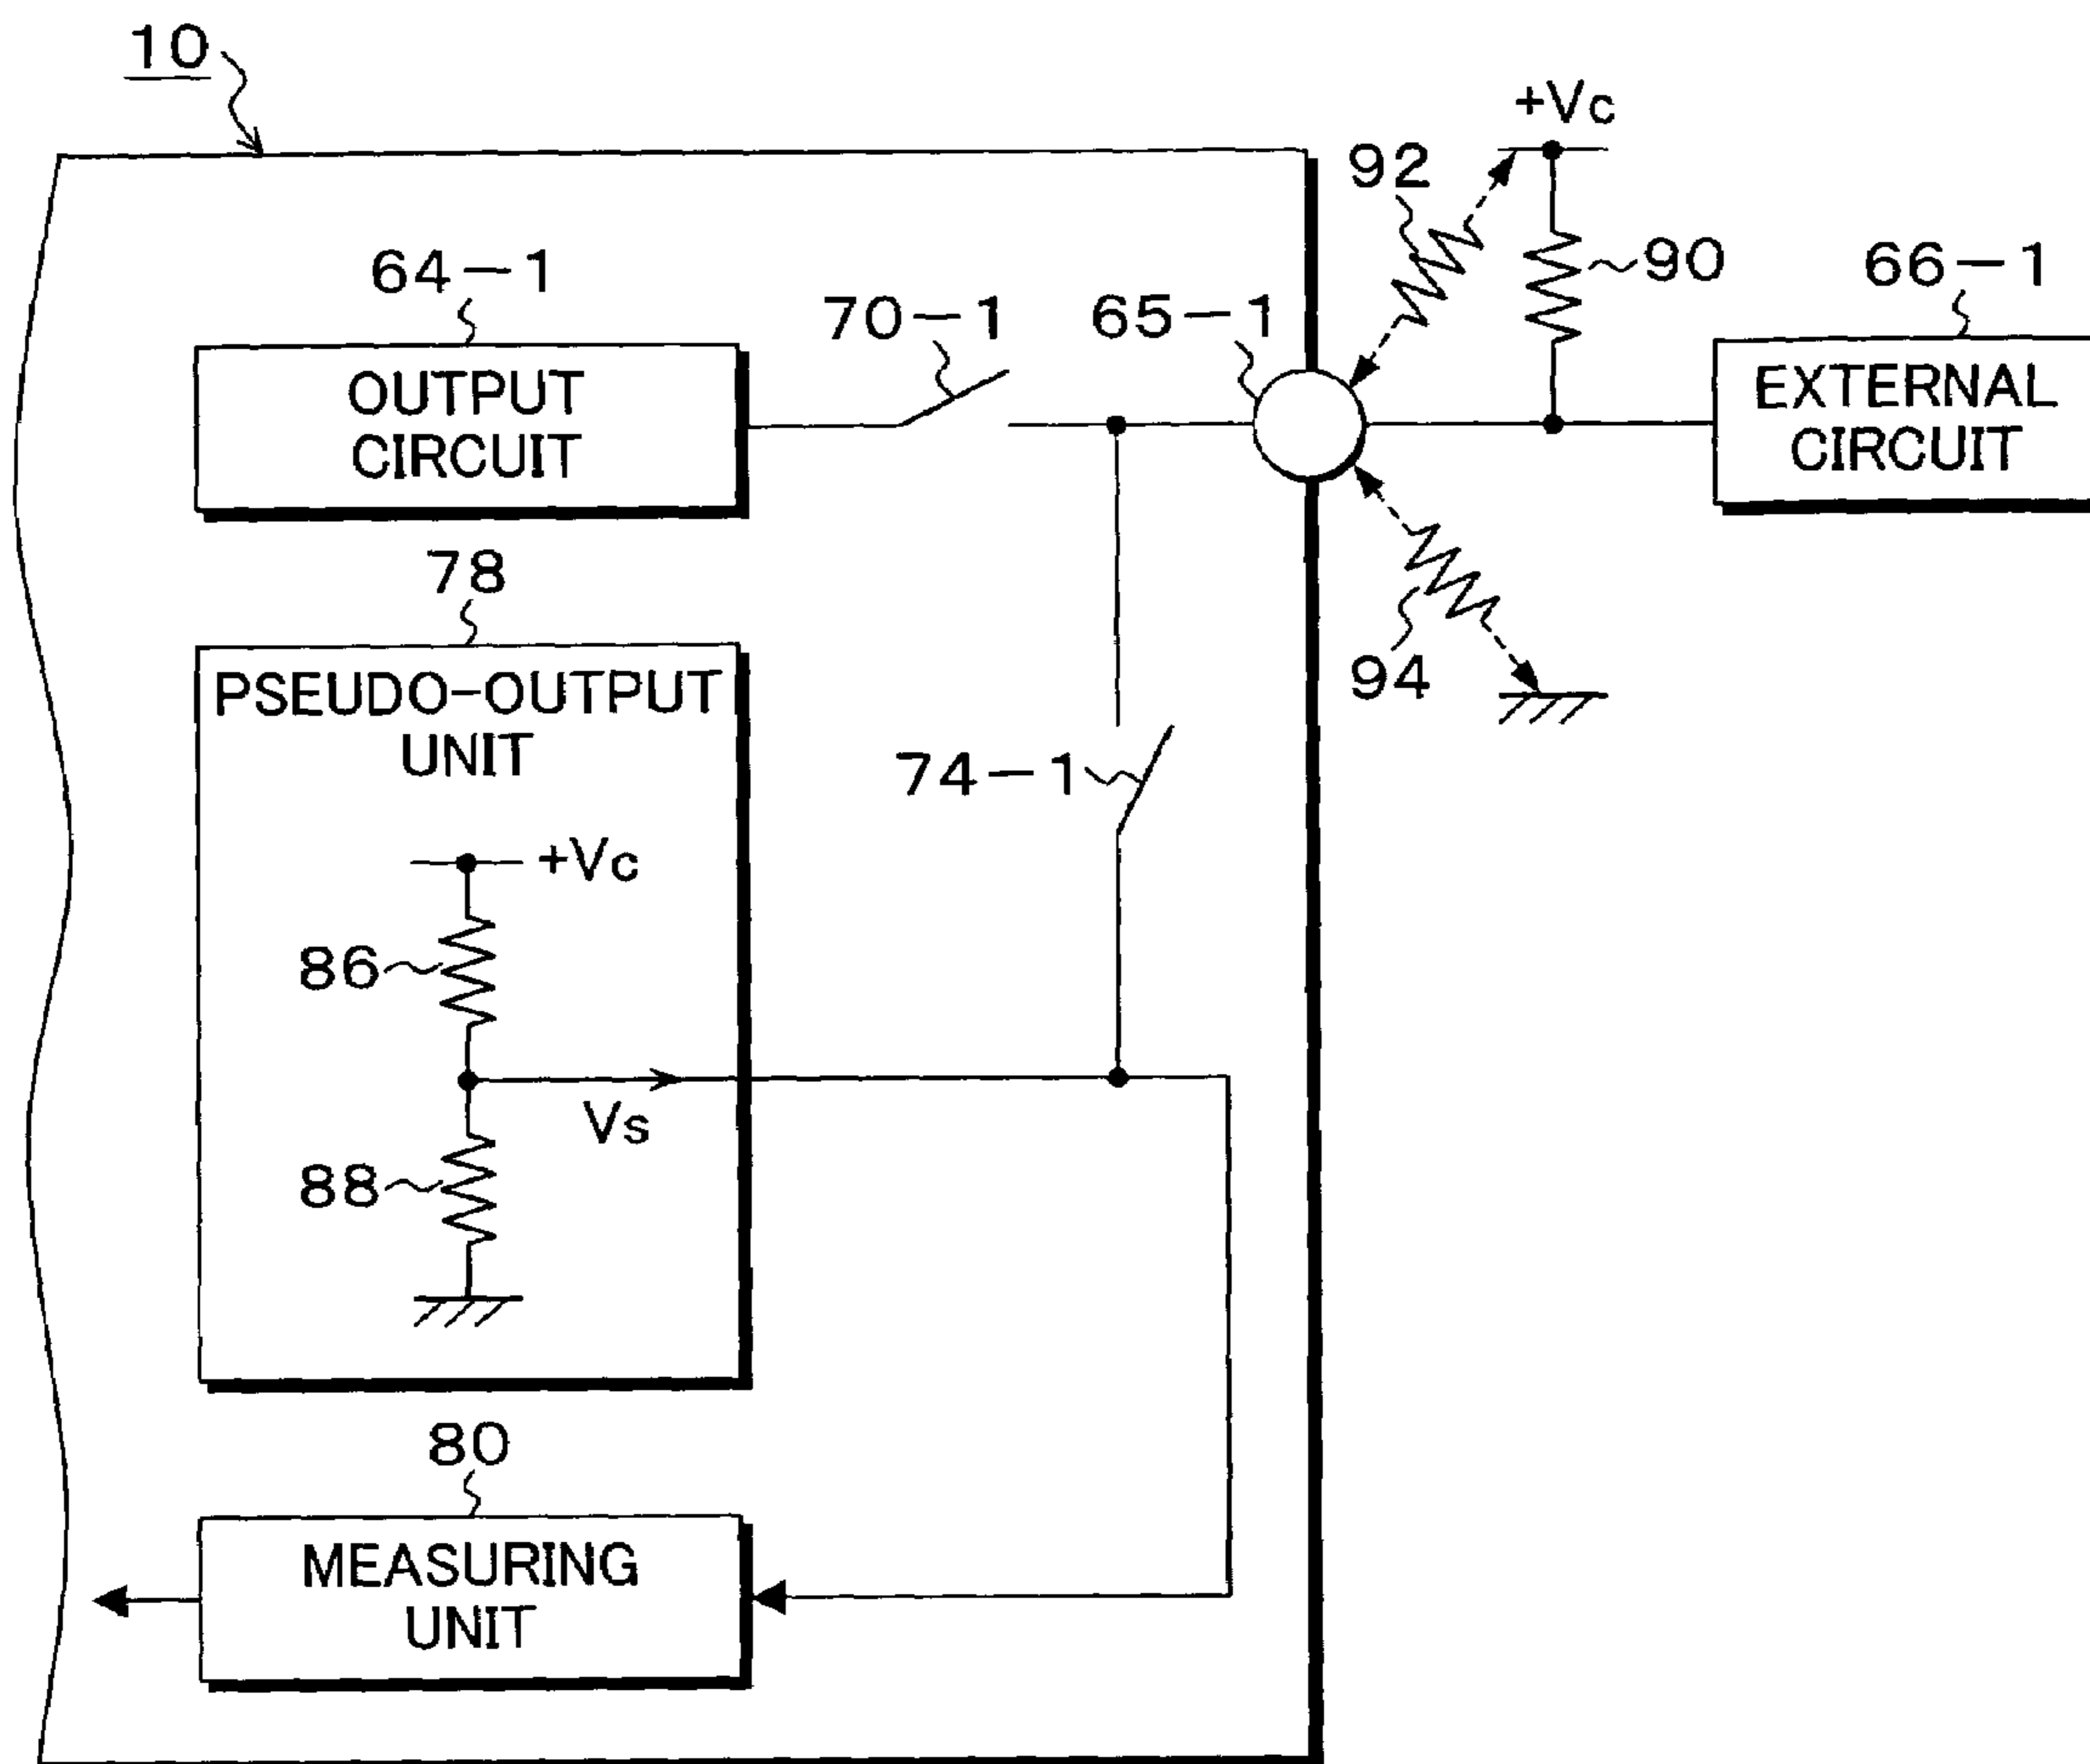 10
+Vc
92
90
64-1
70-1
65-1
66-1
OUTPUT
CIRCUIT
EXTERNAL
CIRCUIT
78
94
PSEUDO-OUTPUT
UNIT
74-1
+Vc
86
Vs
88
80
MEASURING
UNIT